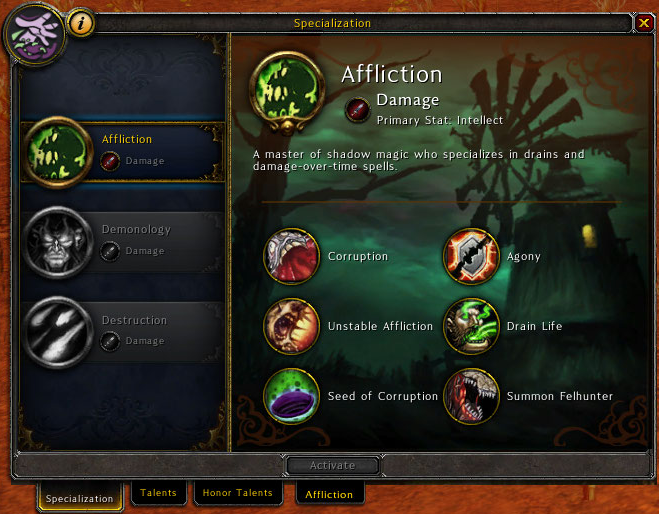 Specialization
Affliction
Damage
Demonology
Damage
Destruction
Damage
Affliction
Damage
Primary Stat: Intellect
A master of shadow magic who specializes in drains and
damage-over-time spells.
Corruption
Agony
Unstable Affliction
Drain Life
Seed of Corruption
Summon Felhunter
Activate
Specialization
Talents
Honor Talents
Affliction